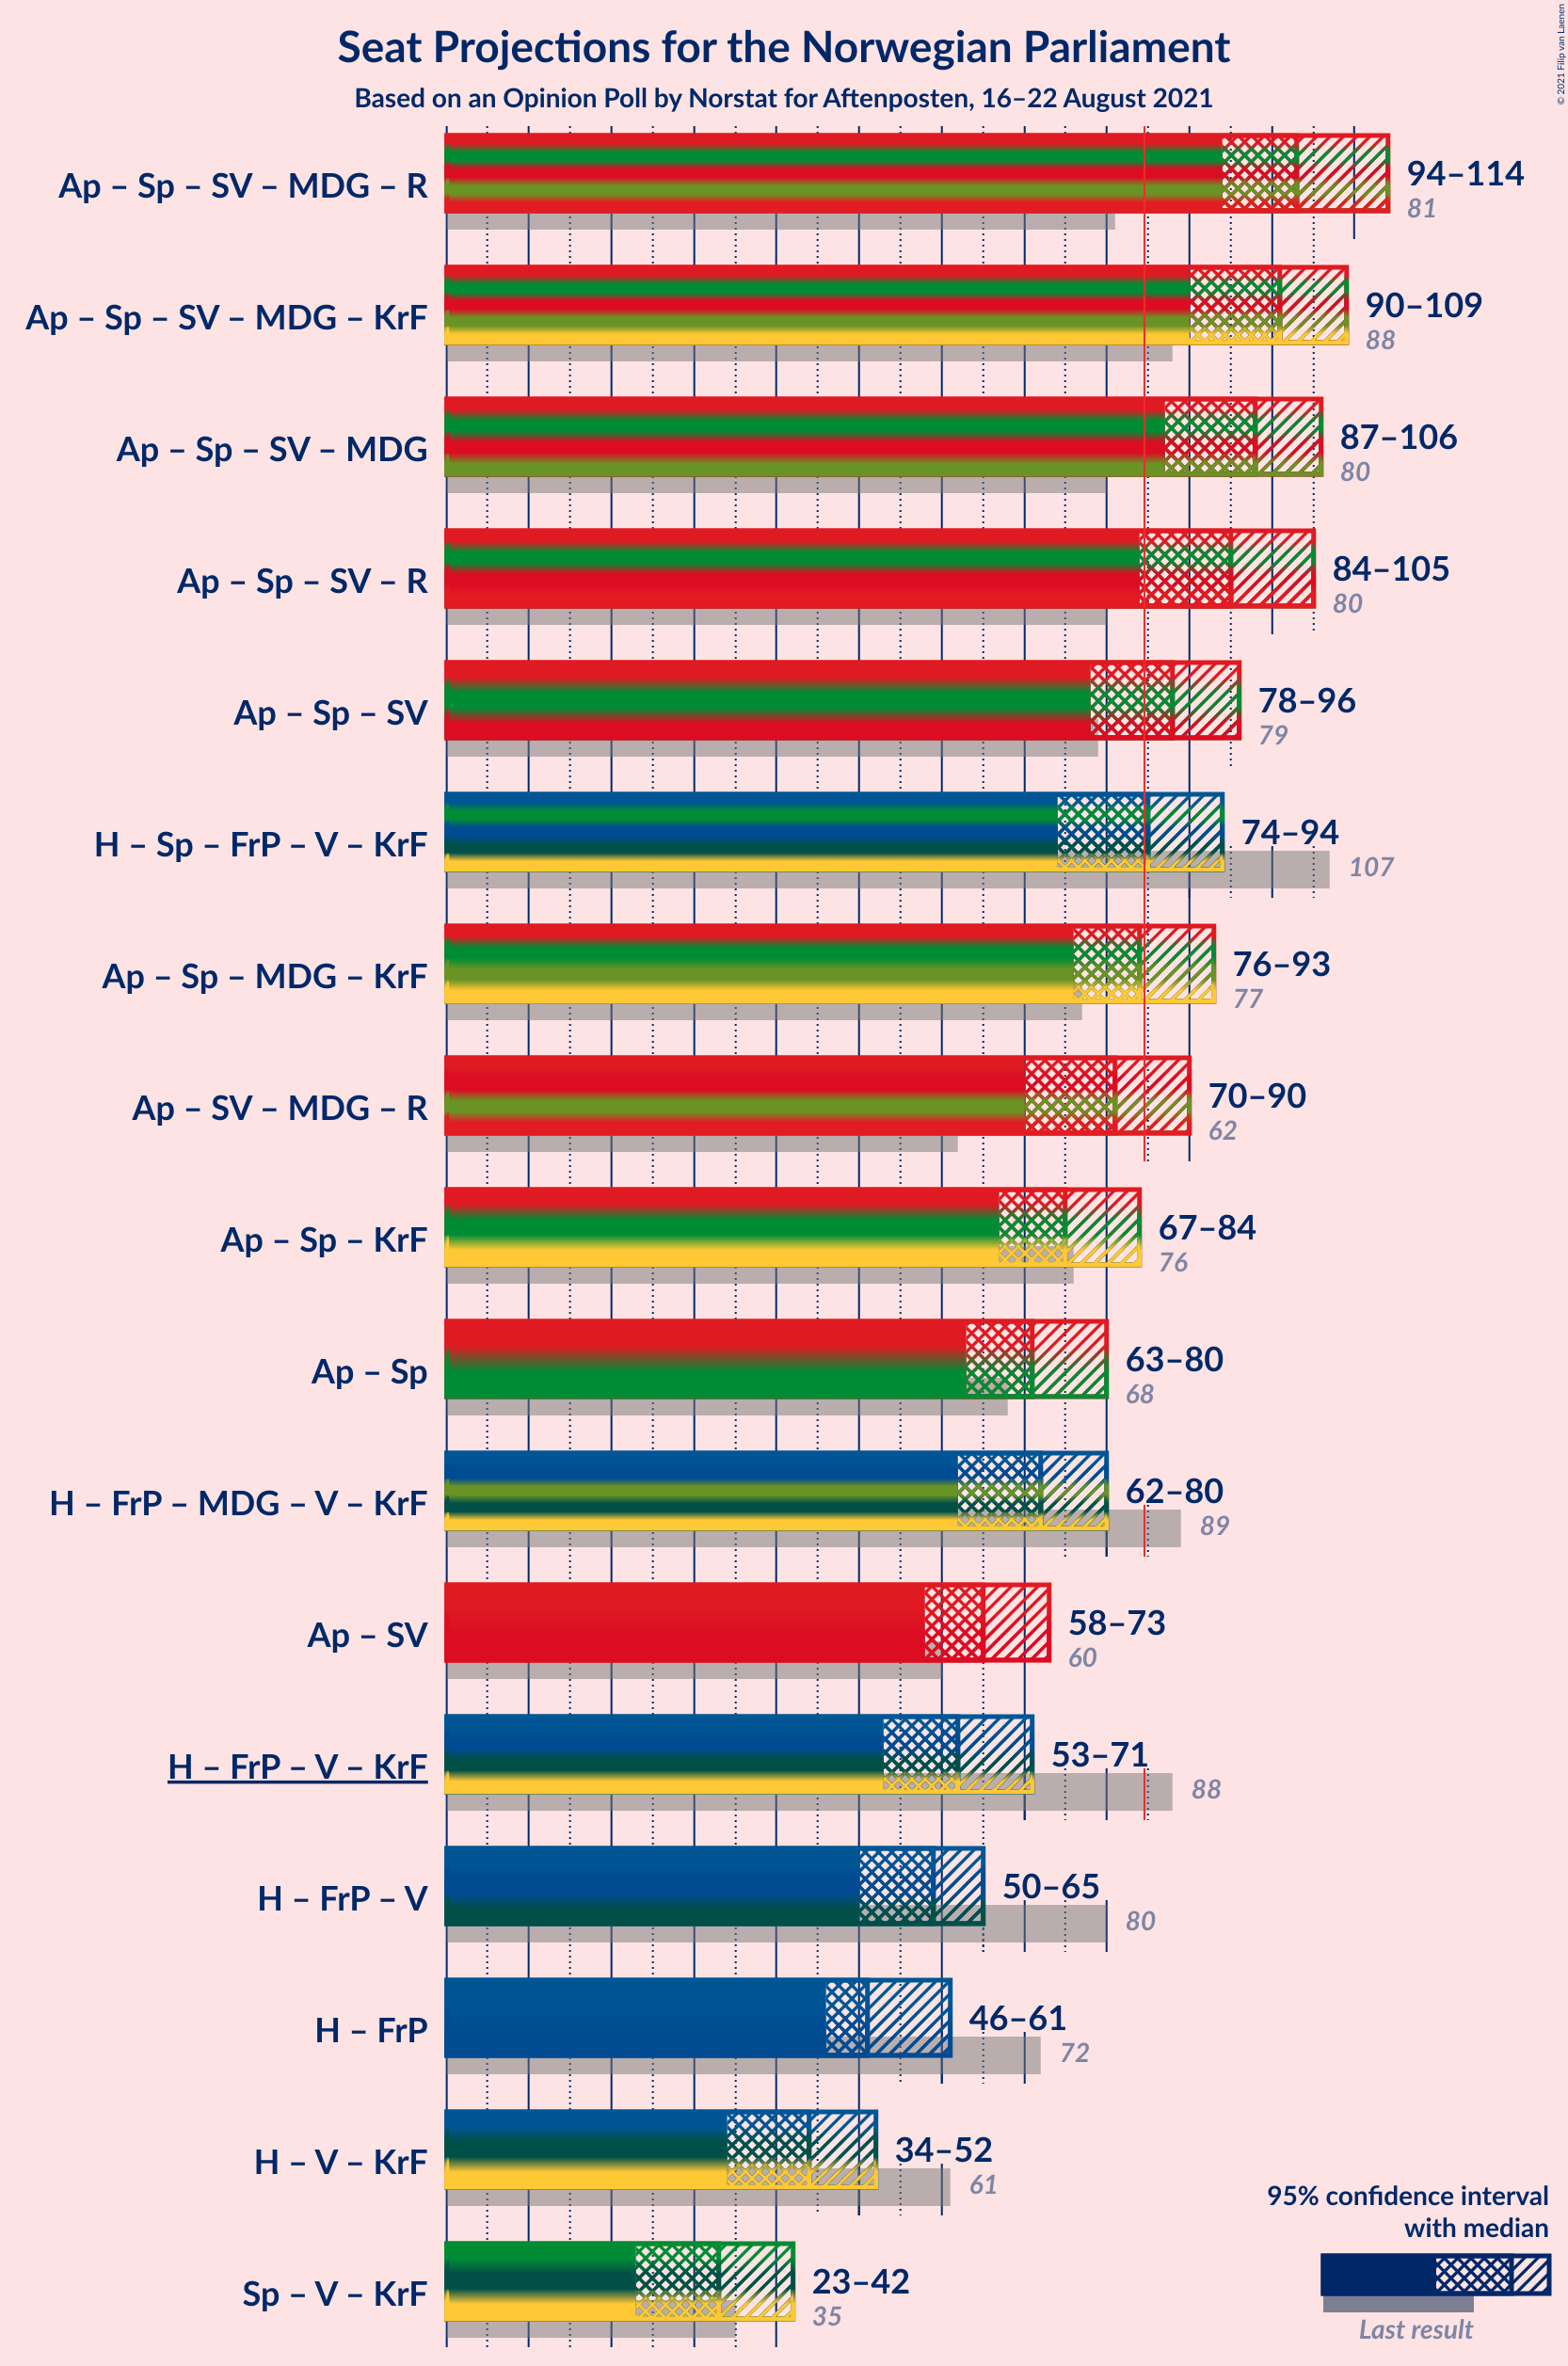 © 2021 Filip van Laenen
Seat Projections for the Norwegian Parliament
Based on an Opinion Poll by Norstat for Aftenposten, 16–22 August 2021
Ap – Sp – SV – MDG – R
94–114
81
Ap – Sp – SV – MDG – KrF
90–109
88
Ap – Sp – SV – MDG
87–106
80
Ap – Sp – SV – R
84–105
80
Ap – Sp – SV
78–96
79
H – Sp – FrP – V – KrF
74–94
107
Ap – Sp – MDG – KrF
76–93
77
Ap – SV – MDG – R
70–90
62
Ap – Sp – KrF
67–84
76
Ap – Sp
63–80
68
H – FrP – MDG – V – KrF
62–80
89
Ap – SV
58–73
60
H – FrP – V – KrF
53–71
88
H – FrP – V
50–65
80
H – FrP
46–61
72
H – V – KrF
34–52
61
Sp – V – KrF
23–42
35
95% confidence interval
with median
Last result